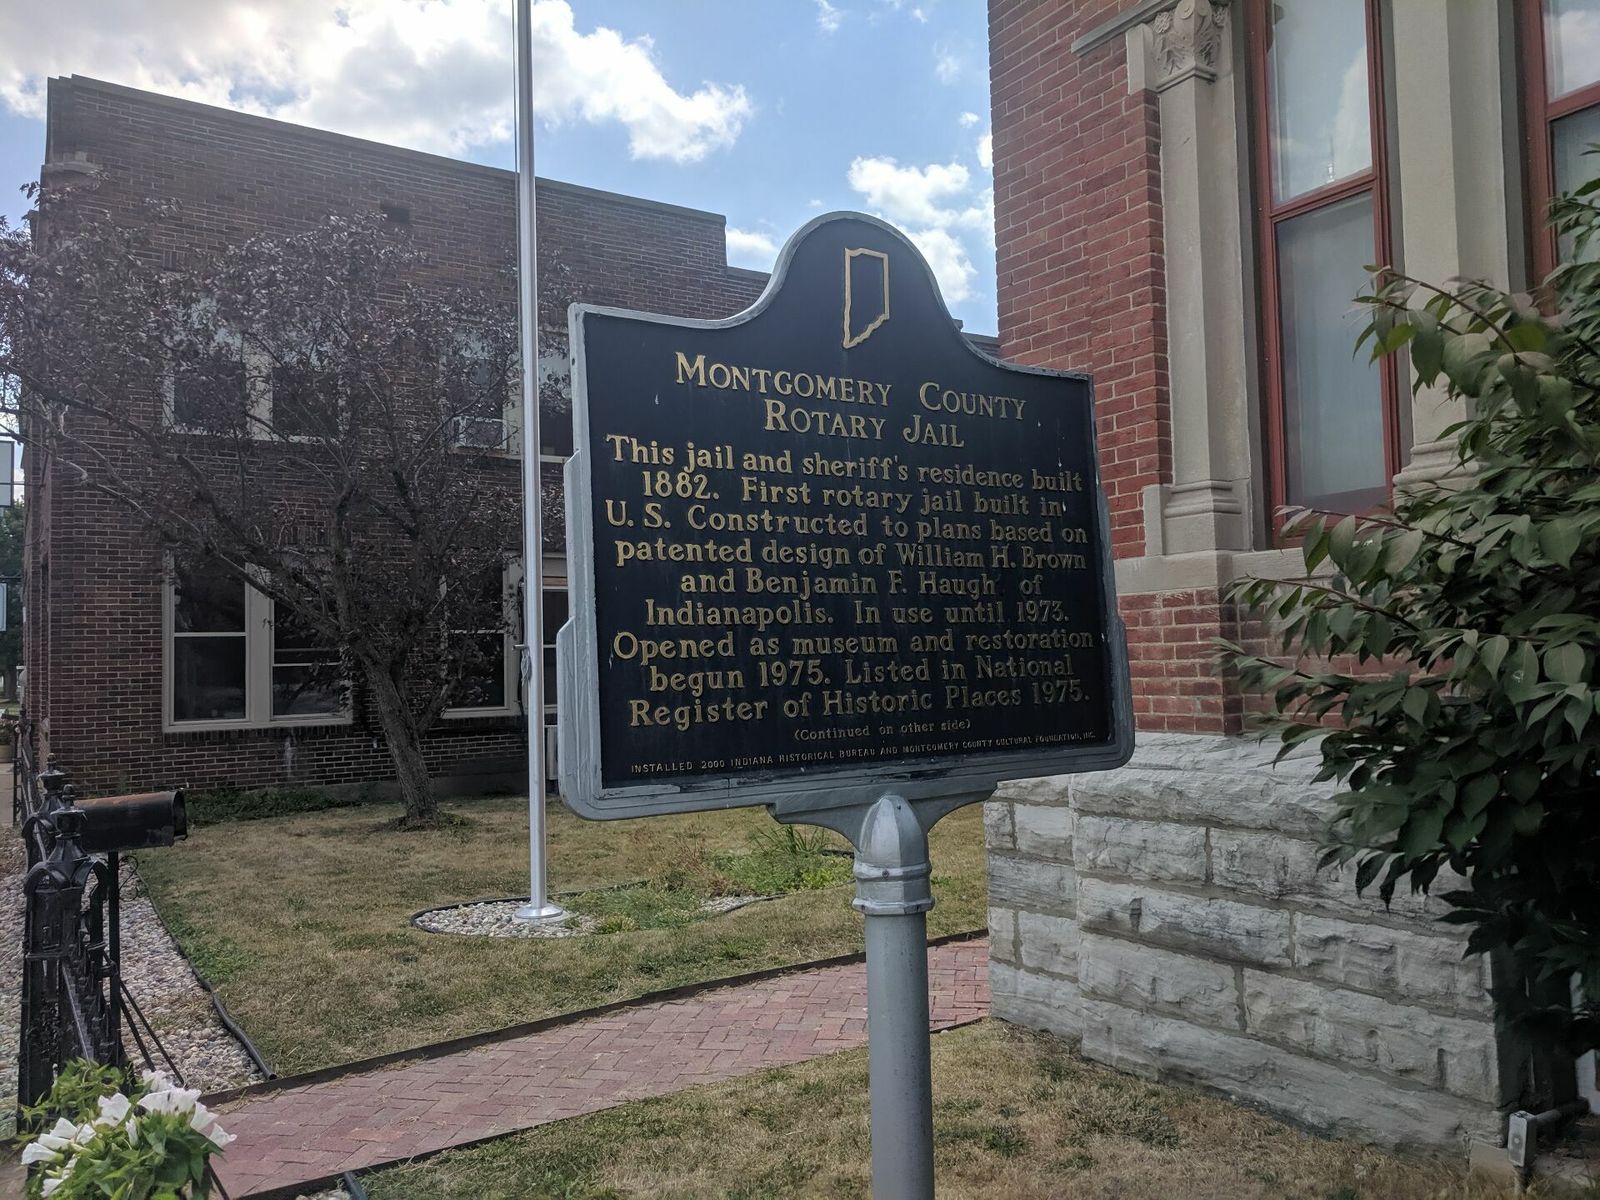 Montgomery County
Rotary Jail
This jail and sheriff's residence built
1882. First rotary jail built in
U.S. Constructed to plans based on
patented design of William H. Brown
and Benjamin F. Haugh of
Indianapolis. In use until 1973.
Opened as museum and restoration
begun 1975. Listed in National
Register of Historic Places 1975.
(Continued on other side)
INSTALLED 2000 INDIANA HISTORICAL BUREAU AND MONTGOMERY COUNTY CULTURAL FOUNDATION, INC.